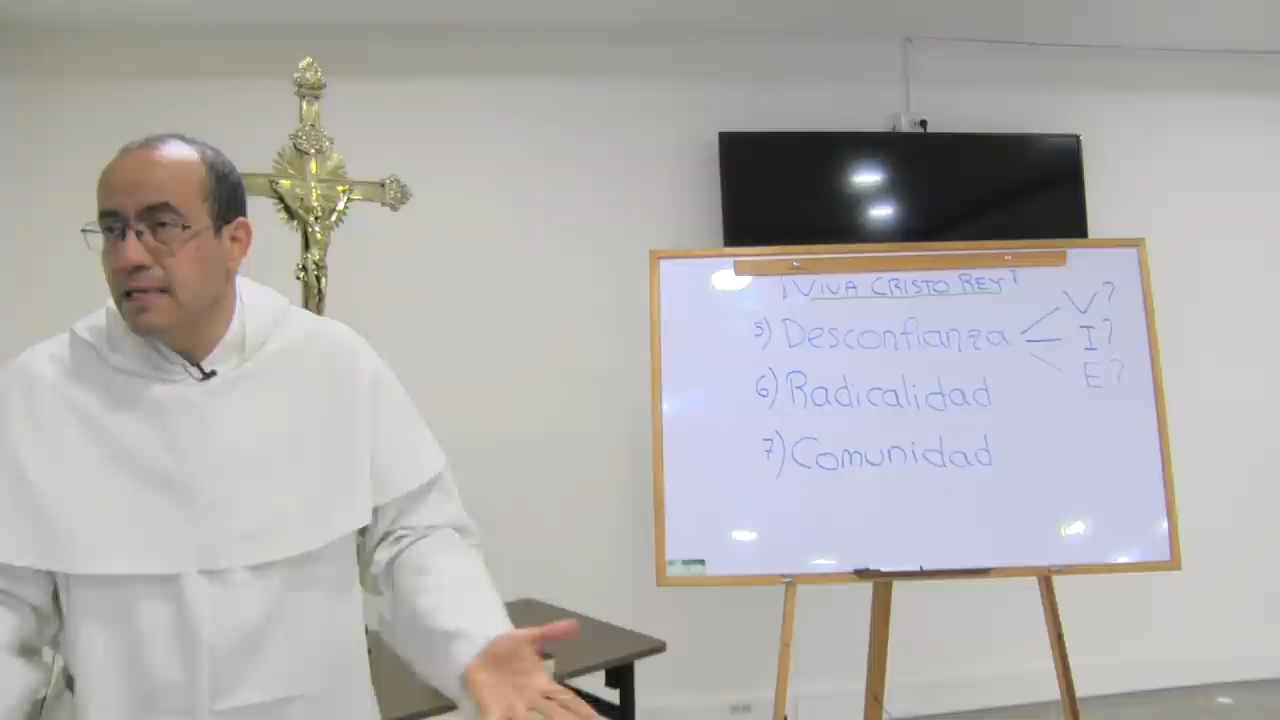 ¡VIVA CRISTO REY!
5) Desconfianza V?
I?
E?
6) Radicalidad
7) Comunidad